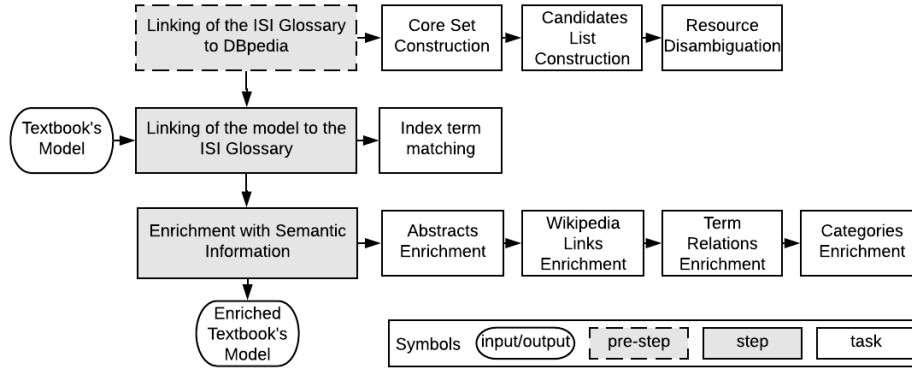 Linking of the ISI Glossary
to DBpedia
Core Set
Construction
Candidates
List
Construction
Resource
Disambiguation
Textbook's
Model
Linking of the model to the
ISI Glossary
Index term
matching
Enrichment with Semantic
Information
Abstracts
Enrichment
Wikipedia
Links
Enrichment
Term
Relations
Enrichment
Categories
Enrichment
Enriched
Textbook's
Model
Symbols
input/output
pre-step
step
task